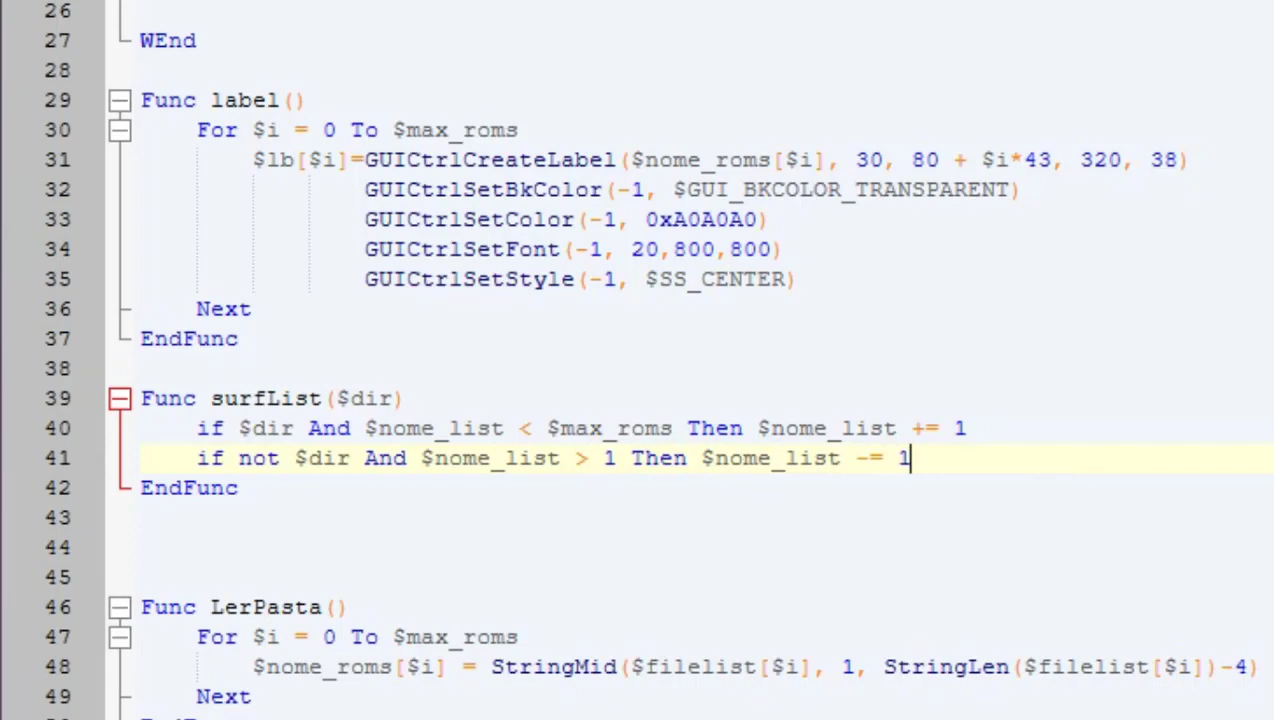 26
27 WEnd
28
29 Func label()
30 For $i = 0 To $max_roms
31 $lb[$i]=GUICtrlCreateLabel($nome_roms[$i], 30, 80 + $i*43, 320, 38)
32 GUICtrlSetBkColor(-1, $GUI_BKCOLOR_TRANSPARENT)
33 GUICtrlSetColor(-1, 0xA0A0A0)
34 GUICtrlSetFont(-1, 20,800,800)
35 GUICtrlSetStyle(-1, $SS_CENTER)
36 Next
37 EndFunc
38
39 Func surfList($dir)
40 if $dir And $nome_list < $max_roms Then $nome_list += 1
41 if not $dir And $nome_list > 1 Then $nome_list -= 1
42 EndFunc
43
44
45
46 Func LerPasta()
47 For $i = 0 To $max_roms
48 $nome_roms[$i] = StringMid($filelist[$i], 1, StringLen($filelist[$i])-4)
49 Next